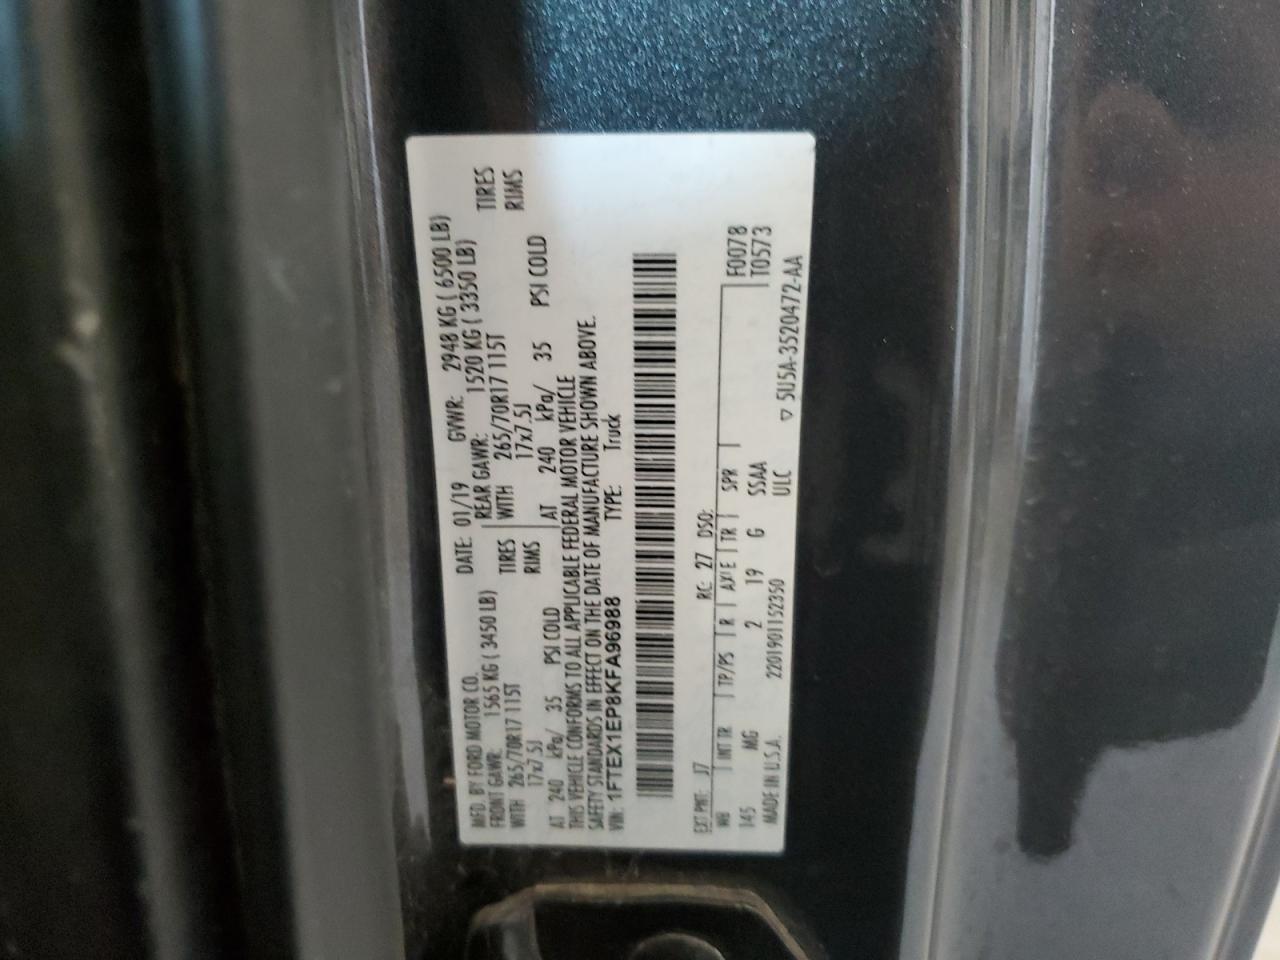 MFD. BY FORD MOTOR CO. DATE: 01/19 GVWR: 2948 KG ( 6500 LB)
FRONT GAWR: 1565 KG ( 3450 LB) REAR GAWR: 1520 KG ( 3350 LB)
WITH 265/70R17 115T TIRES WITH 265/70R17 115T TIRES
17x7.5J RIMS 17x7.5J RIMS
AT 240 kPa/ 35 PSI COLD AT 240 kPa/ 35 PSI COLD
THIS VEHICLE CONFORMS TO ALL APPLICABLE FEDERAL MOTOR VEHICLE
SAFETY STANDARDS IN EFFECT ON THE DATE OF MANUFACTURE SHOWN ABOVE.
VIN: 1FTEX1EP8KFA96988 TYPE: Truck
EXT PNT: J7 RC: 27 DSO: F0078
WB INT TR TP/PS R AXLE TR SPR T0573
145 MG 2 19 G SSAA
MADE IN U.S.A. 2201901152350 ULC ▽ 5U5A-3520472-AA